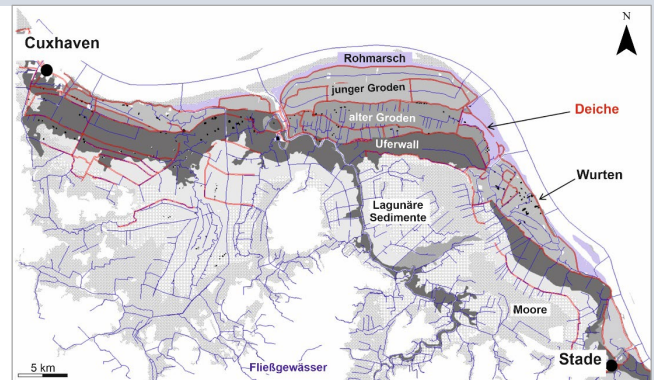 N
Cuxhaven
Rohmarsch
junger Groden
Deiche
alter Groden
Uferwall
Wurten
Lagunäre
Sedimente
Moore
Stade
5 km
Fließgewässer